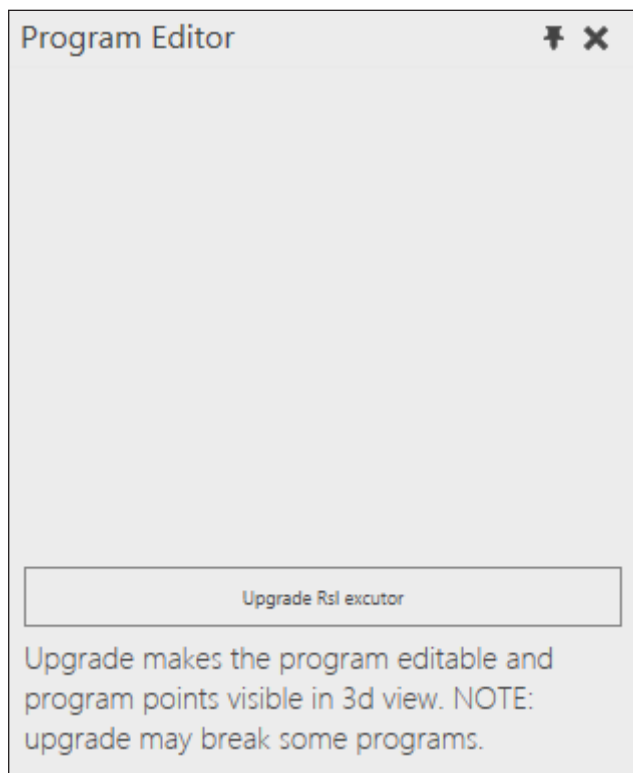 Program Editor
Upgrade Rsl excutor
Upgrade makes the program editable and
program points visible in 3d view. NOTE:
upgrade may break some programs.